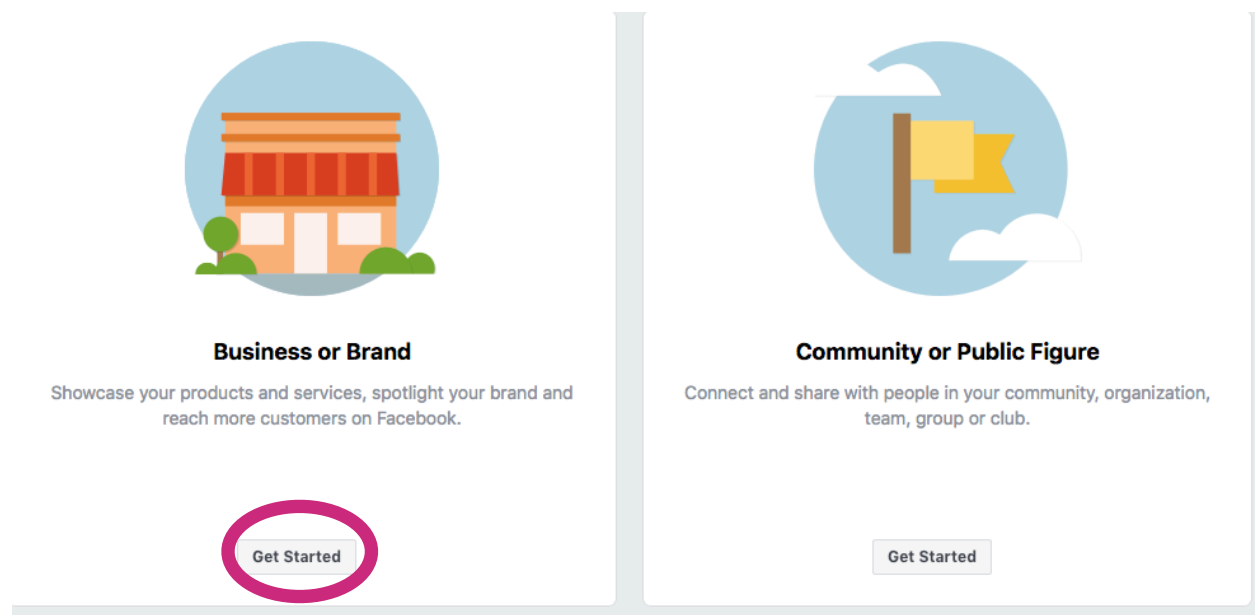 Business or Brand
Showcase your products and services, spotlight your brand and
reach more customers on Facebook.
Get Started
Community or Public Figure
Connect and share with people in your community, organization,
team, group or club.
Get Started